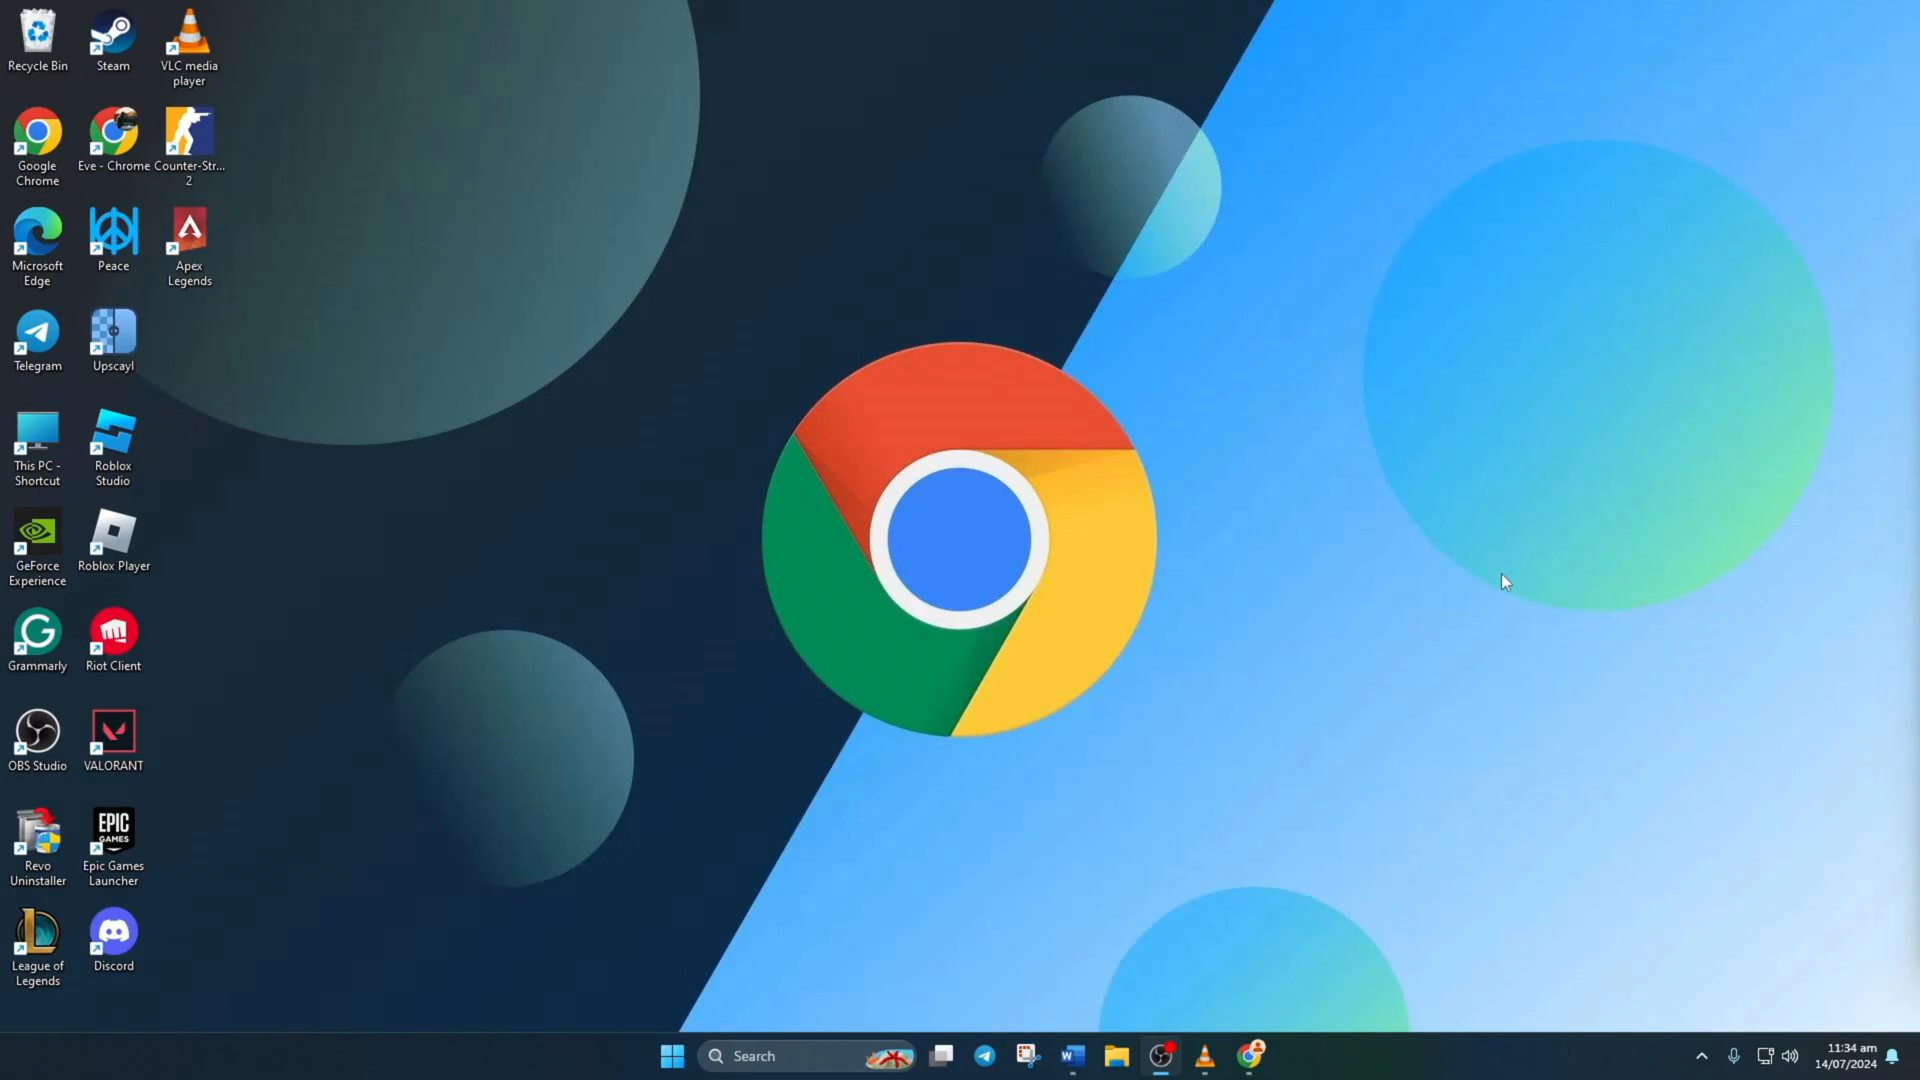 Recycle Bin
Steam
VLC media
player
Google
Chrome
Eve - Chrome
Counter-Str...
2
Microsoft
Edge
Peace
Apex
Legends
Telegram
Upscayl
This PC -
Shortcut
Roblox
Studio
GeForce
Experience
Roblox Player
Grammarly
Riot Client
OBS Studio
VALORANT
Revo
Uninstaller
EPIC
GAMES
Epic Games
Launcher
League of
Legends
Discord
Search
11:34 am
14/07/2024